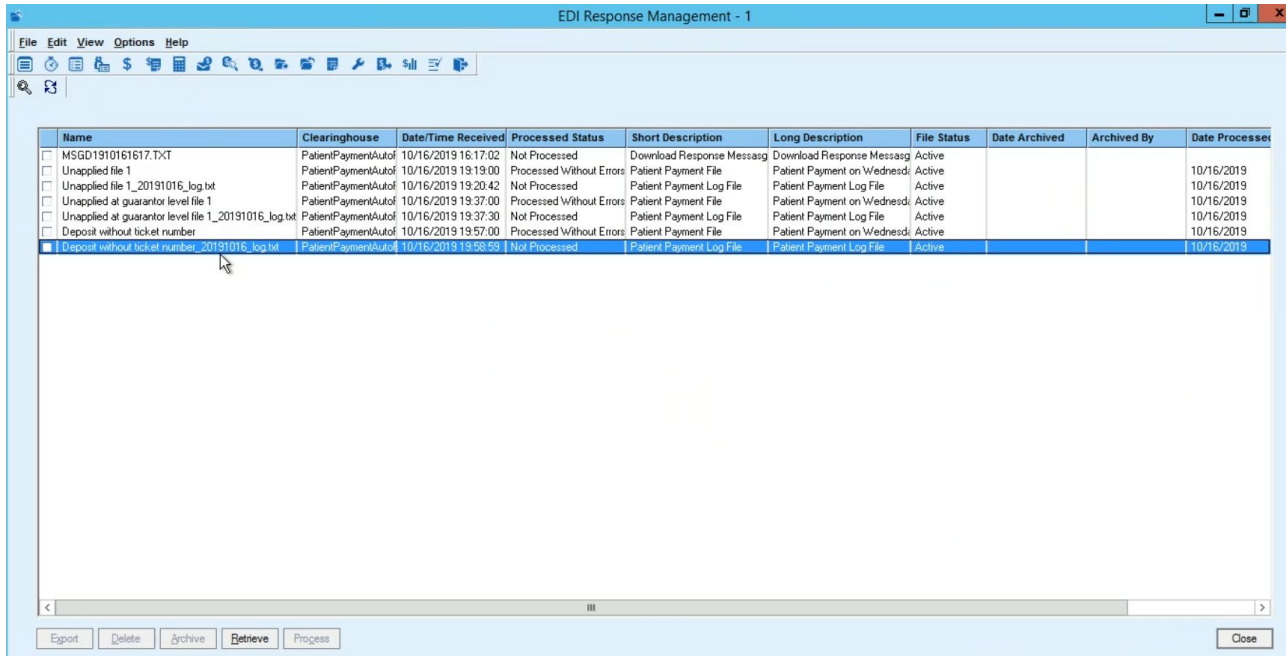 EDI Response Management - 1
File Edit View Options Help
Name Clearinghouse Date/Time Received Processed Status Short Description Long Description File Status Date Archived Archived By Date Processed
MSGD1910161617.TXT PatientPaymentAutoF 10/16/2019 16:17:02 Not Processed Download Response Messasg Download Response Messasg Active
Unapplied file 1 PatientPaymentAutoF 10/16/2019 19:19:00 Processed Without Errors Patient Payment File Patient Payment on Wednesda Active 10/16/2019
Unapplied file 1_20191016_log.txt PatientPaymentAutoF 10/16/2019 19:20:42 Not Processed Patient Payment Log File Patient Payment Log File Active 10/16/2019
Unapplied at guarantor level file 1 PatientPaymentAutoF 10/16/2019 19:37:00 Processed Without Errors Patient Payment File Patient Payment on Wednesda Active 10/16/2019
Unapplied at guarantor level file 1_20191016_log.txt PatientPaymentAutoF 10/16/2019 19:37:30 Not Processed Patient Payment Log File Patient Payment Log File Active 10/16/2019
Deposit without ticket number PatientPaymentAutoF 10/16/2019 19:57:00 Processed Without Errors Patient Payment File Patient Payment on Wednesda Active 10/16/2019
Deposit without ticket number_20191016_log.txt PatientPaymentAutoF 10/16/2019 19:58:59 Not Processed Patient Payment Log File Patient Payment Log File Active 10/16/2019
Export Delete Archive Retrieve Process Close